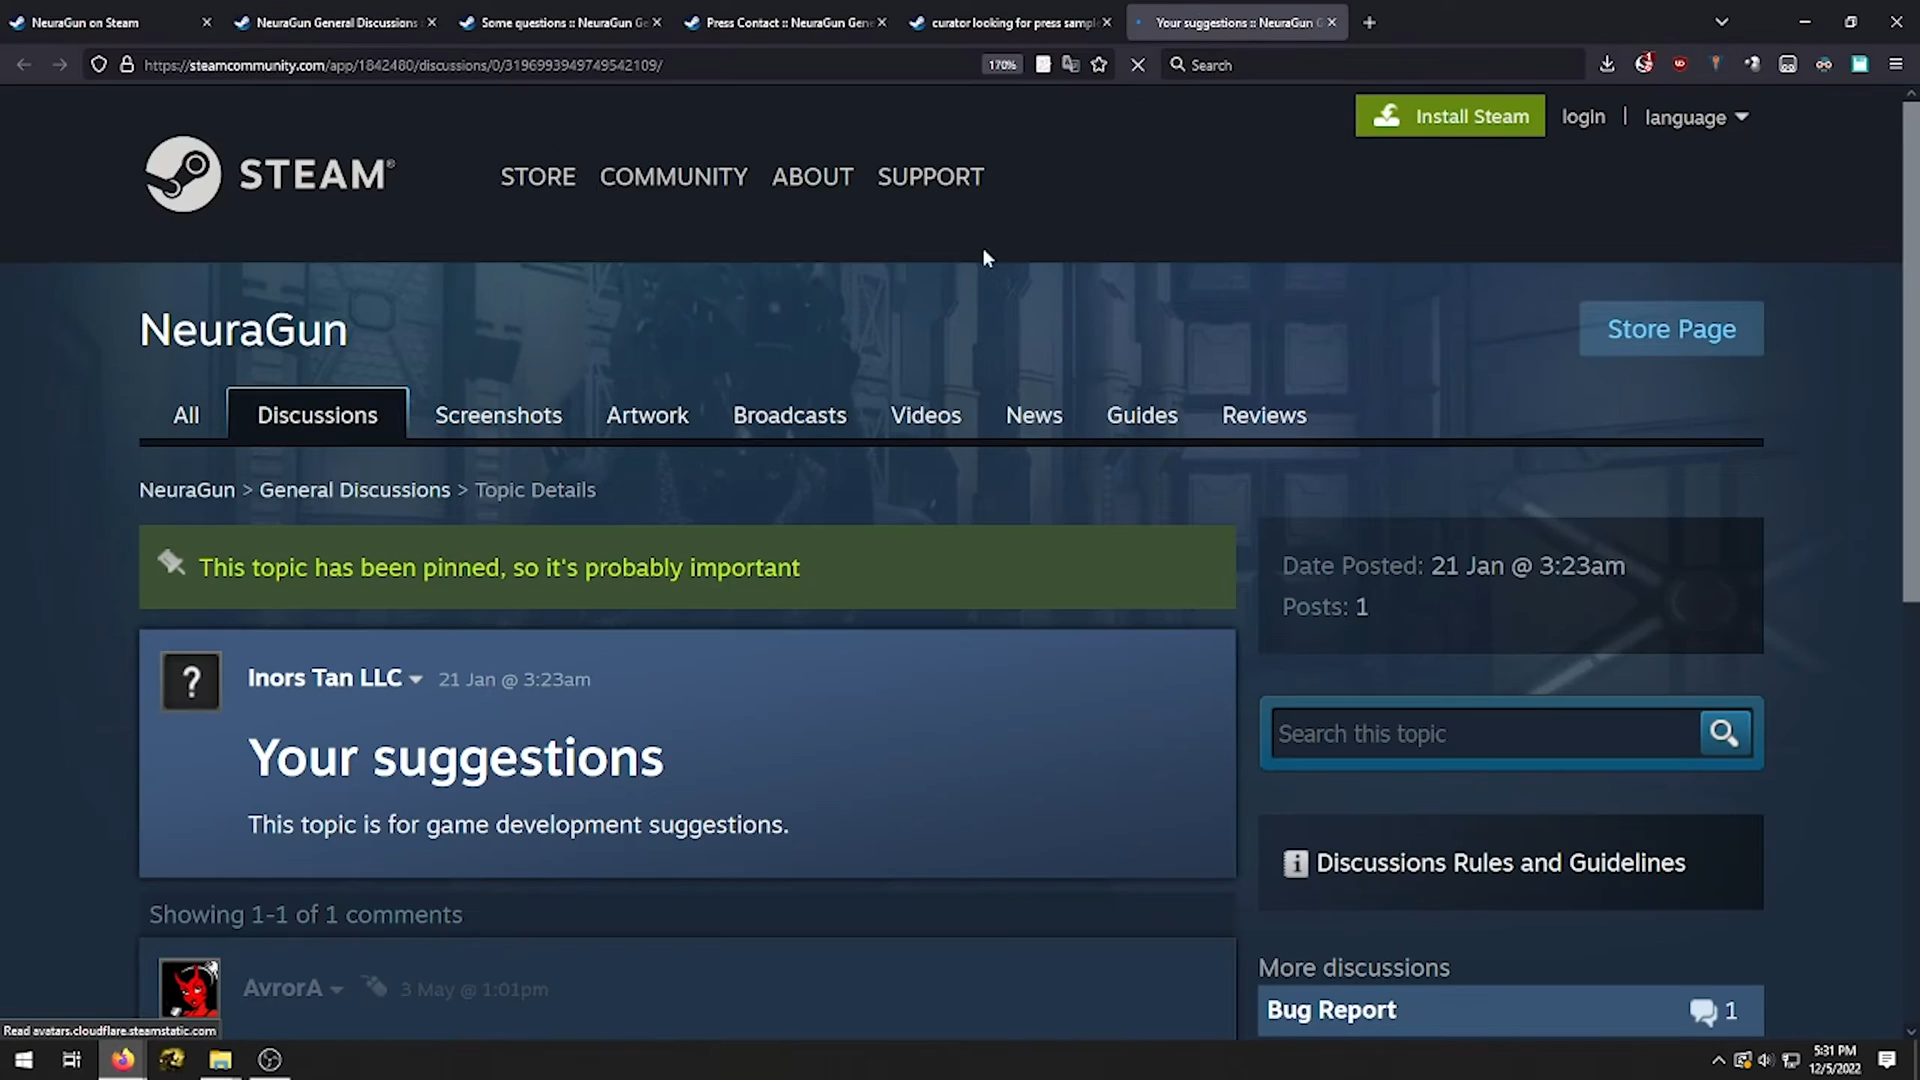 NeuraGun on Steam
NeuraGun General Discussions
Some questions :: NeuraGun Ge
Press Contact :: NeuraGun Gene
curator looking for press sampl
Your suggestions :: NeuraGun G
https://steamcommunity.com/app/1842480/discussions/0/3196993949749542109/
170%
Search
Install Steam
login
language
STEAM®
STORE
COMMUNITY
ABOUT
SUPPORT
NeuraGun
Store Page
All
Discussions
Screenshots
Artwork
Broadcasts
Videos
News
Guides
Reviews
NeuraGun > General Discussions > Topic Details
This topic has been pinned, so it's probably important
Date Posted: 21 Jan @ 3:23am
Posts: 1
Inors Tan LLC
21 Jan @ 3:23am
Your suggestions
This topic is for game development suggestions.
Search this topic
Discussions Rules and Guidelines
Showing 1-1 of 1 comments
AvrorA
3 May @ 1:01pm
More discussions
Bug Report
1
Read avatars.cloudflare.steamstatic.com
5:31 PM
12/5/2022